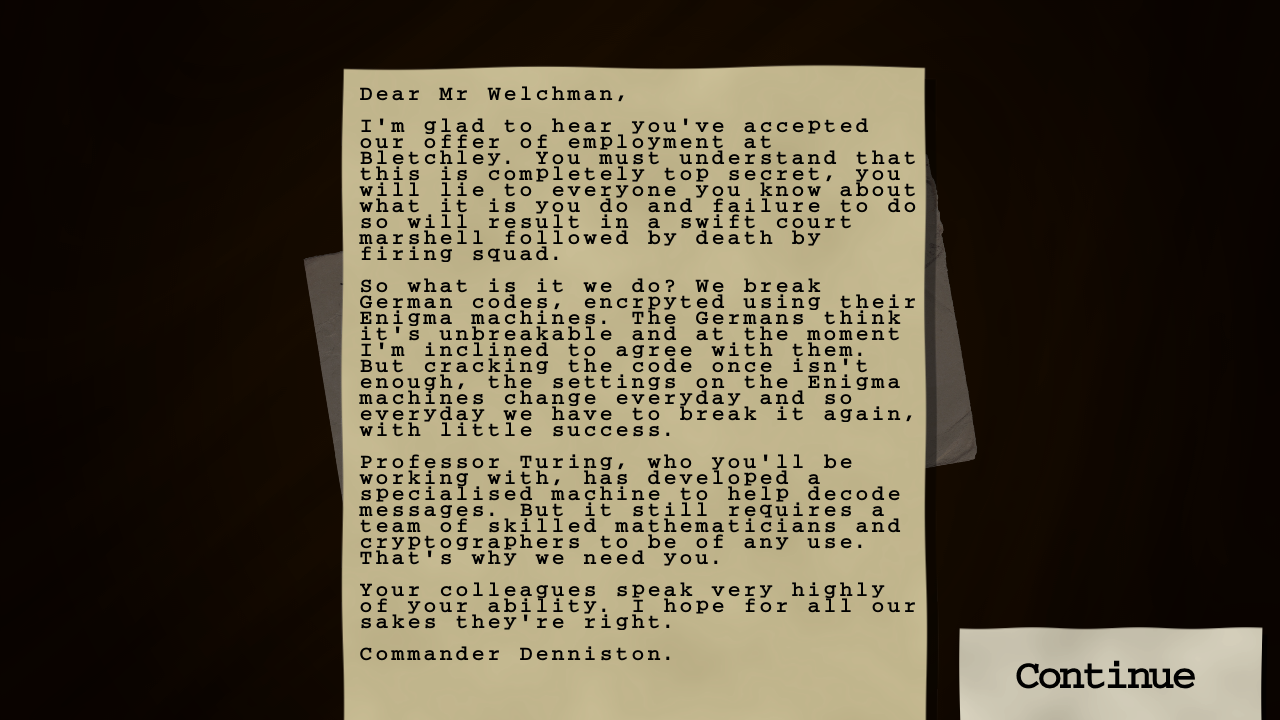 Dear Mr Welchman,
I'm glad to hear you've accepted
our offer of employment at
Bletchley. You must understand that
this is completely top secret, you
will lie to everyone you know about
what it is you do and failure to do
so will result in a swift court
marshell followed by death by
firing squad.
So what is it we do? We break
German codes, encrpyted using their
Enigma machines. The Germans think
it's unbreakable and at the moment
I'm inclined to agree with them.
But cracking the code once isn't
enough, the settings on the Enigma
machines change everyday and so
everyday we have to break it again,
with little success.
Professor Turing, who you'll be
working with, has developed a
specialised machine to help decode
messages. But it still requires a
team of skilled mathematicians and
cryptographers to be of any use.
That's why we need you.
Your colleagues speak very highly
of your ability. I hope for all our
sakes they're right.
Commander Denniston.
Continue